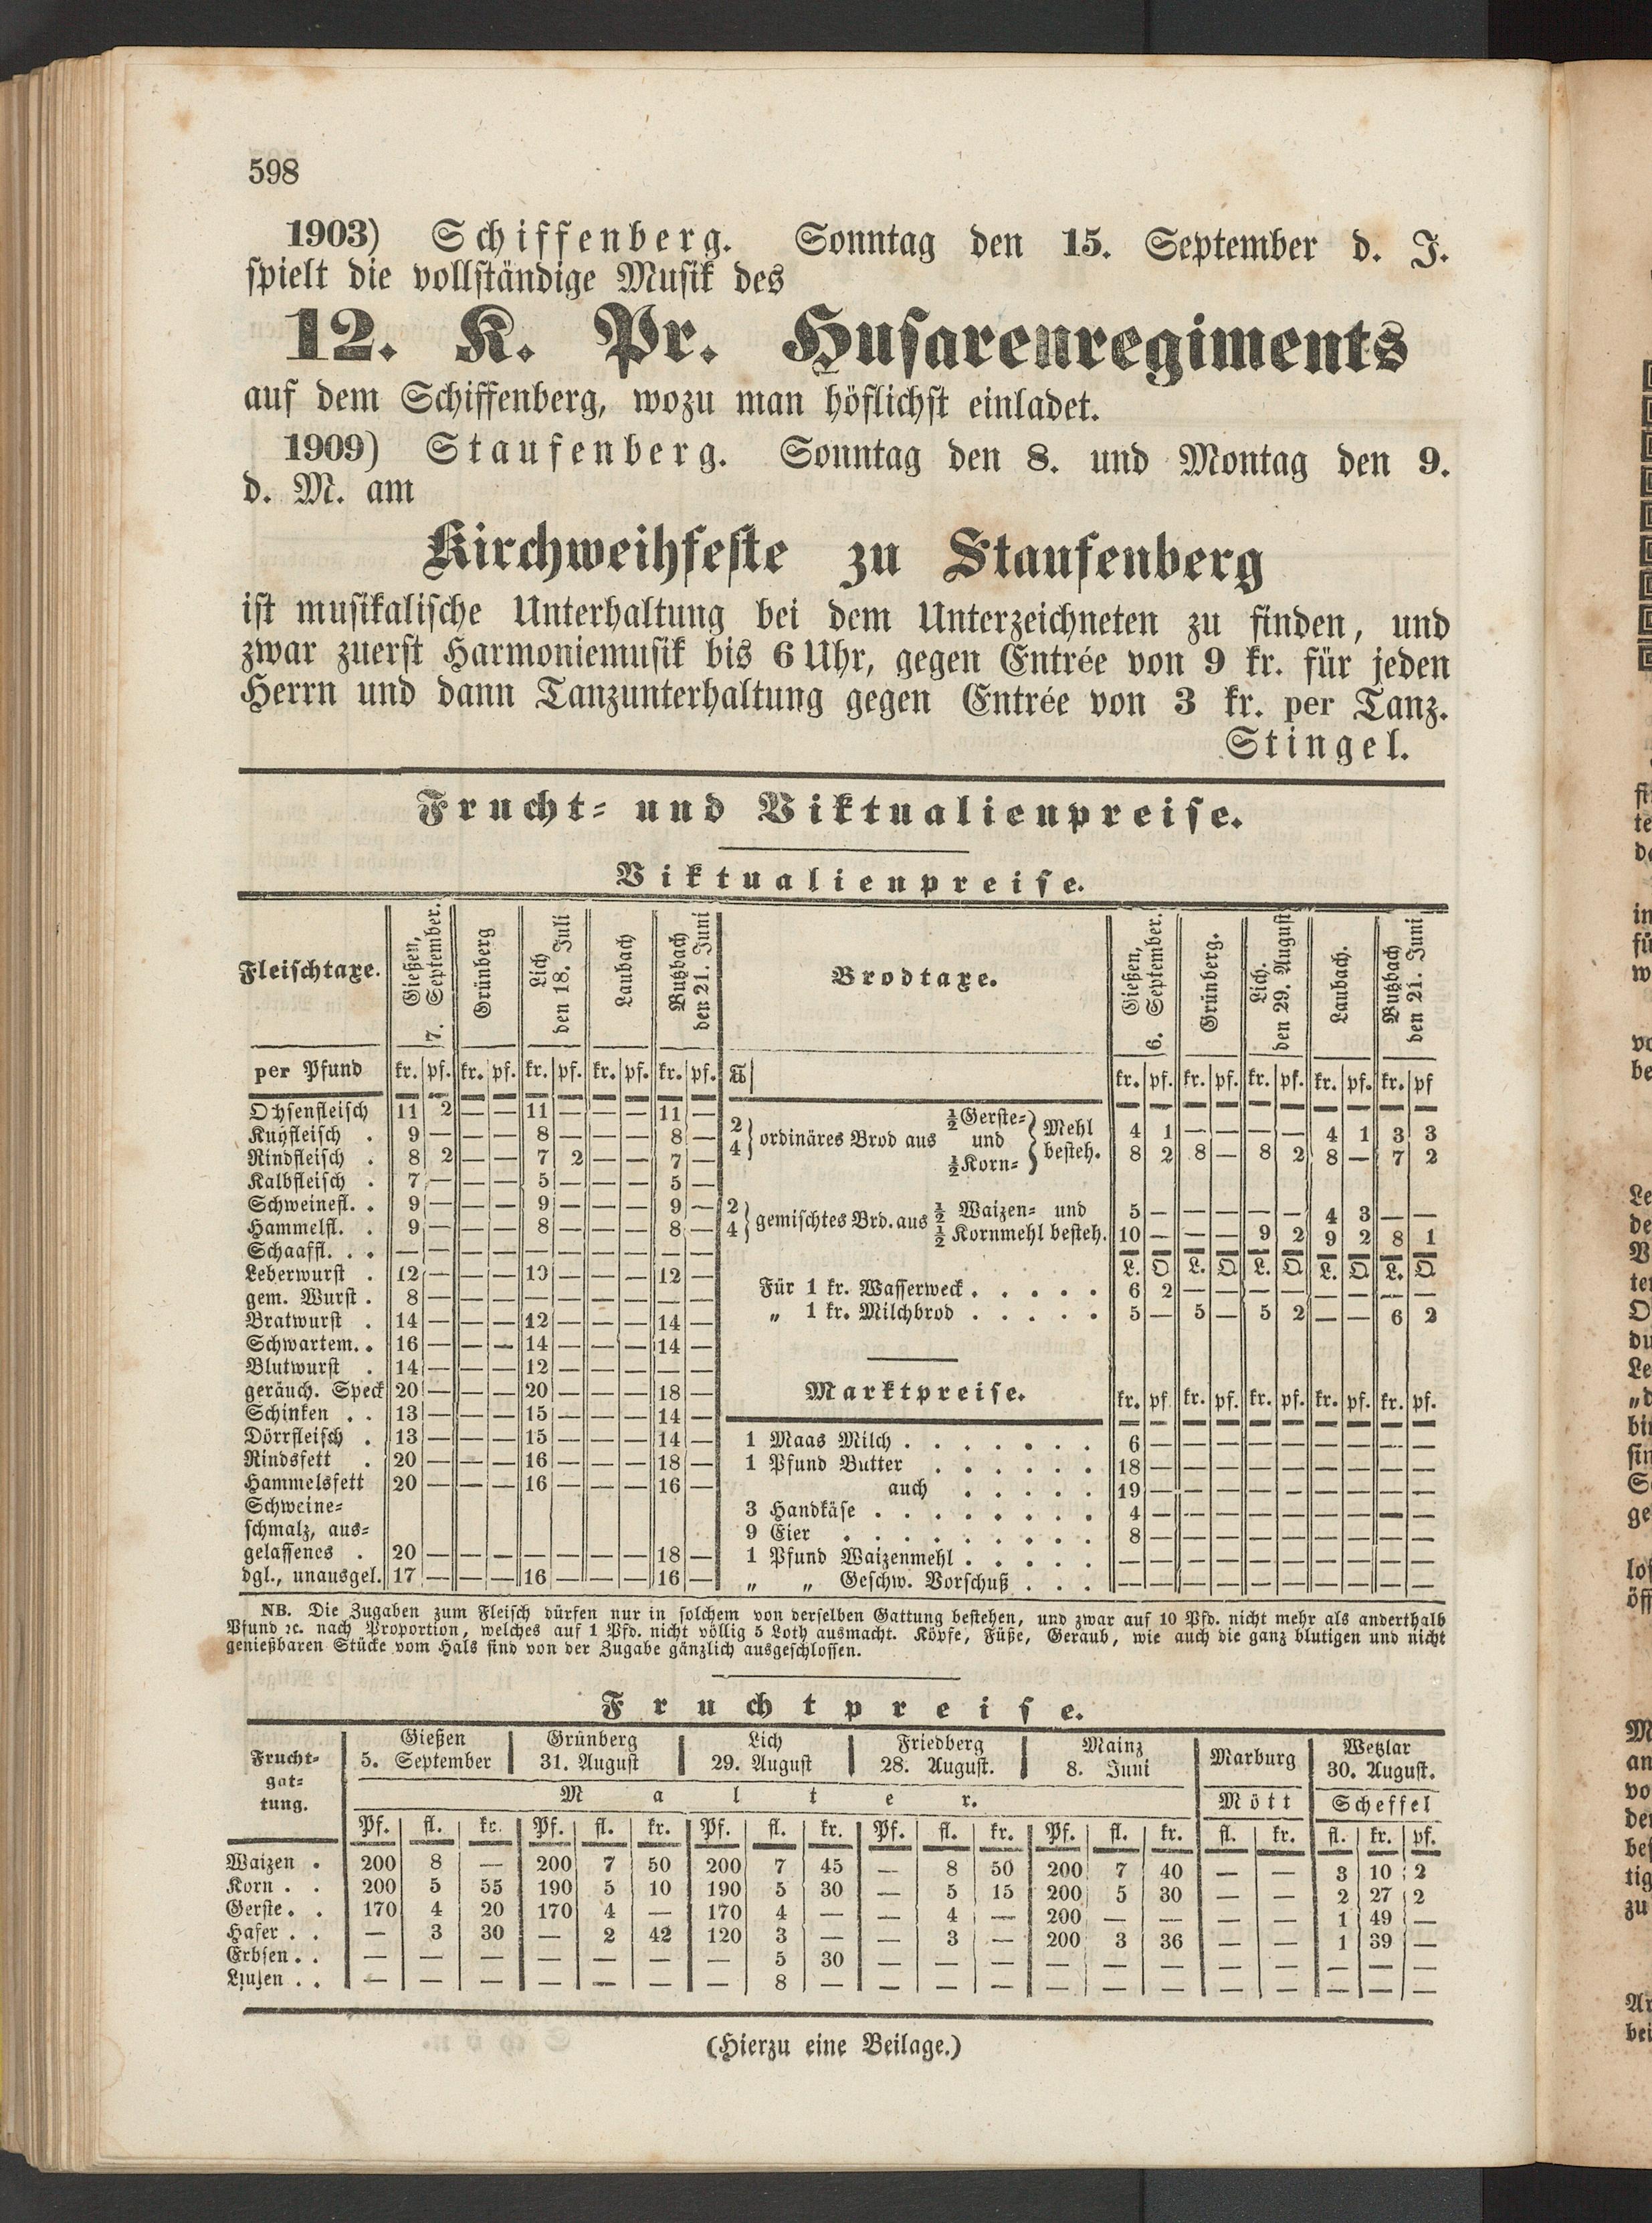 598
1903) Schiffenberg. Sonntag den 15. September d. J.
spielt die vollständige Musik des
12. K. Pr. Husarenregiments
auf dem Schiffenberg, wozu man höflichst einladet.
1909) Staufenberg. Sonntag den 8. und Montag den 9.
d. M. am
Kirchweihfeste zu Staufenberg
ist musikalische Unterhaltung bei dem Unterzeichneten zu finden, und
zwar zuerst Harmoniemusik bis 6 Uhr, gegen Entrée von 9 kr. für jeden
Herrn und dann Tanzunterhaltung gegen Entrée von 3 kr. per Tanz.
Stingel.
Frucht- und Viktualienpreise.
Viktualienpreise.
Fleischtaxe. Gießen, 7. September. Grünberg Lich den 18. Juli Laubach Butzbach den 21. Juni
per Pfund kr. pf. kr. pf. kr. pf. kr. pf. kr. pf.
Ochsenfleisch 11 2 — — 11 — — — 11 —
Kuhfleisch . 9 — — — 8 — — — 8 —
Rindfleisch . 8 2 — — 7 2 — — 7 —
Kalbfleisch . 7 — — — 5 — — — 5 —
Schweinefl. . 9 — — — 9 — — — 9 —
Hammelfl. . 9 — — — 8 — — — 8 —
Schaaffl. . . — — — — — — — — — —
Leberwurst . 12 — — — 10 — — — 12 —
gem. Wurst . 8 — — — — — — — — —
Bratwurst . 14 — — — 12 — — — 14 —
Schwartem. . 16 — — — 14 — — — 14 —
Blutwurst . 14 — — — 12 — — — — —
geräuch. Speck 20 — — — 20 — — — 18 —
Schinken . . 13 — — — 15 — — — 14 —
Dörrfleisch . 13 — — — 15 — — — 14 —
Rindsfett . 20 — — — 16 — — — 18 —
Hammelsfett 20 — — — 16 — — — 16 —
Schweine-
schmalz, aus-
gelassenes . 20 — — — — — — — 18 —
dgl., unausgel. 17 — — — 16 — — — 16 —
Brodtaxe. Gießen, 6. September. Grünberg. Lich. den 29. August Laubach. Butzbach den 21. Juni
℔ kr. pf. kr. pf. kr. pf. kr. pf. kr. pf
2 ordinäres Brod aus ½ Gerste- und ½ Korn- Mehl besteh. 4 1 — — — — 4 1 3 3
4 8 2 8 — 8 2 8 — 7 2
2 gemischtes Brd. aus ½ Waizen- und 5 — — — — — 4 3 — —
4 ½ Kornmehl besteh. 10 — — — 9 2 9 2 8 1
L. Q L. Q L. Q L. Q L. Q
Für 1 kr. Wasserweck . . . . . 6 2 — — — — — — — —
„ 1 kr. Milchbrod . . . . . 5 — 5 — 5 2 — — 6 2
Marktpreise. kr. pf kr. pf. kr. pf. kr. pf. kr. pf.
1 Maas Milch . . . . . . . 6 — — — — — — — — —
1 Pfund Butter . . . . . . 18 — — — — — — — — —
auch . . . . . 19 — — — — — — — — —
3 Handkäse . . . . . . . . 4 — — — — — — — — —
9 Eier . . . . . . . . . 8 — — — — — — — — —
1 Pfund Waizenmehl . . . . . — — — — — — — — — —
„ „ Geschw. Vorschuß . . . — — — — — — — — — —
NB. Die Zugaben zum Fleisch dürfen nur in solchem von derselben Gattung bestehen, und zwar auf 10 Pfd. nicht mehr als anderthalb
Pfund ꝛc. nach Proportion, welches auf 1 Pfd. nicht völlig 5 Loth ausmacht. Köpfe, Füße, Geraub, wie auch die ganz blutigen und nicht
genießbaren Stücke vom Hals sind von der Zugabe gänzlich ausgeschlossen.
Fruchtpreise.
Frucht-gat-tung. Gießen 5. September Grünberg 31. August Lich 29. August Friedberg 28. August. Mainz 8. Juni Marburg Wetzlar 30. August.
Malter. Mött Scheffel
Pf. fl. kr. Pf. fl. kr. Pf. fl. kr. Pf. fl. kr. Pf. fl. kr. fl. kr. fl. kr. pf.
Waizen . 200 8 — 200 7 50 200 7 45 — 8 50 200 7 40 — — 3 10 2
Korn . . 200 5 55 190 5 10 190 5 30 — 5 15 200 5 30 — — 2 27 2
Gerste . . 170 4 20 170 4 — 170 4 — — 4 — 200 — — — — 1 49 —
Hafer . . — 3 30 — 2 42 120 3 — — 3 — 200 3 36 — — 1 39 —
Erbsen . . — — — — — — — 5 30 — — — — — — — — — — —
Linsen . . — — — — — — — 8 — — — — — — — — — — — —
(Hierzu eine Beilage.)